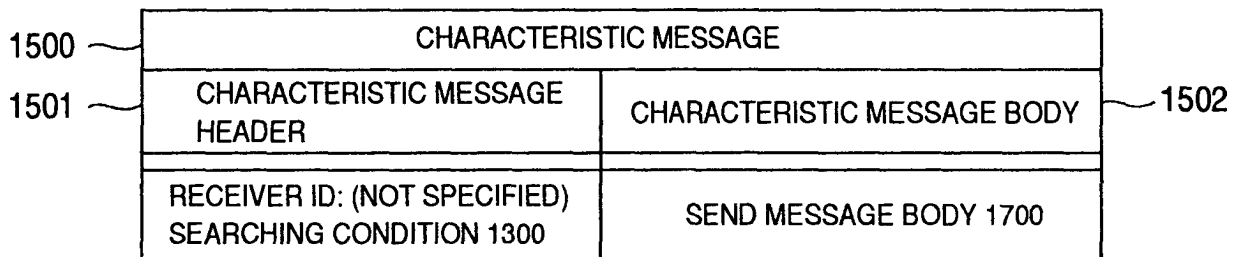 1500 CHARACTERISTIC MESSAGE
1501 CHARACTERISTIC MESSAGE
HEADER
CHARACTERISTIC MESSAGE BODY 1502
RECEIVER ID: (NOT SPECIFIED)
SEARCHING CONDITION 1300
SEND MESSAGE BODY 1700